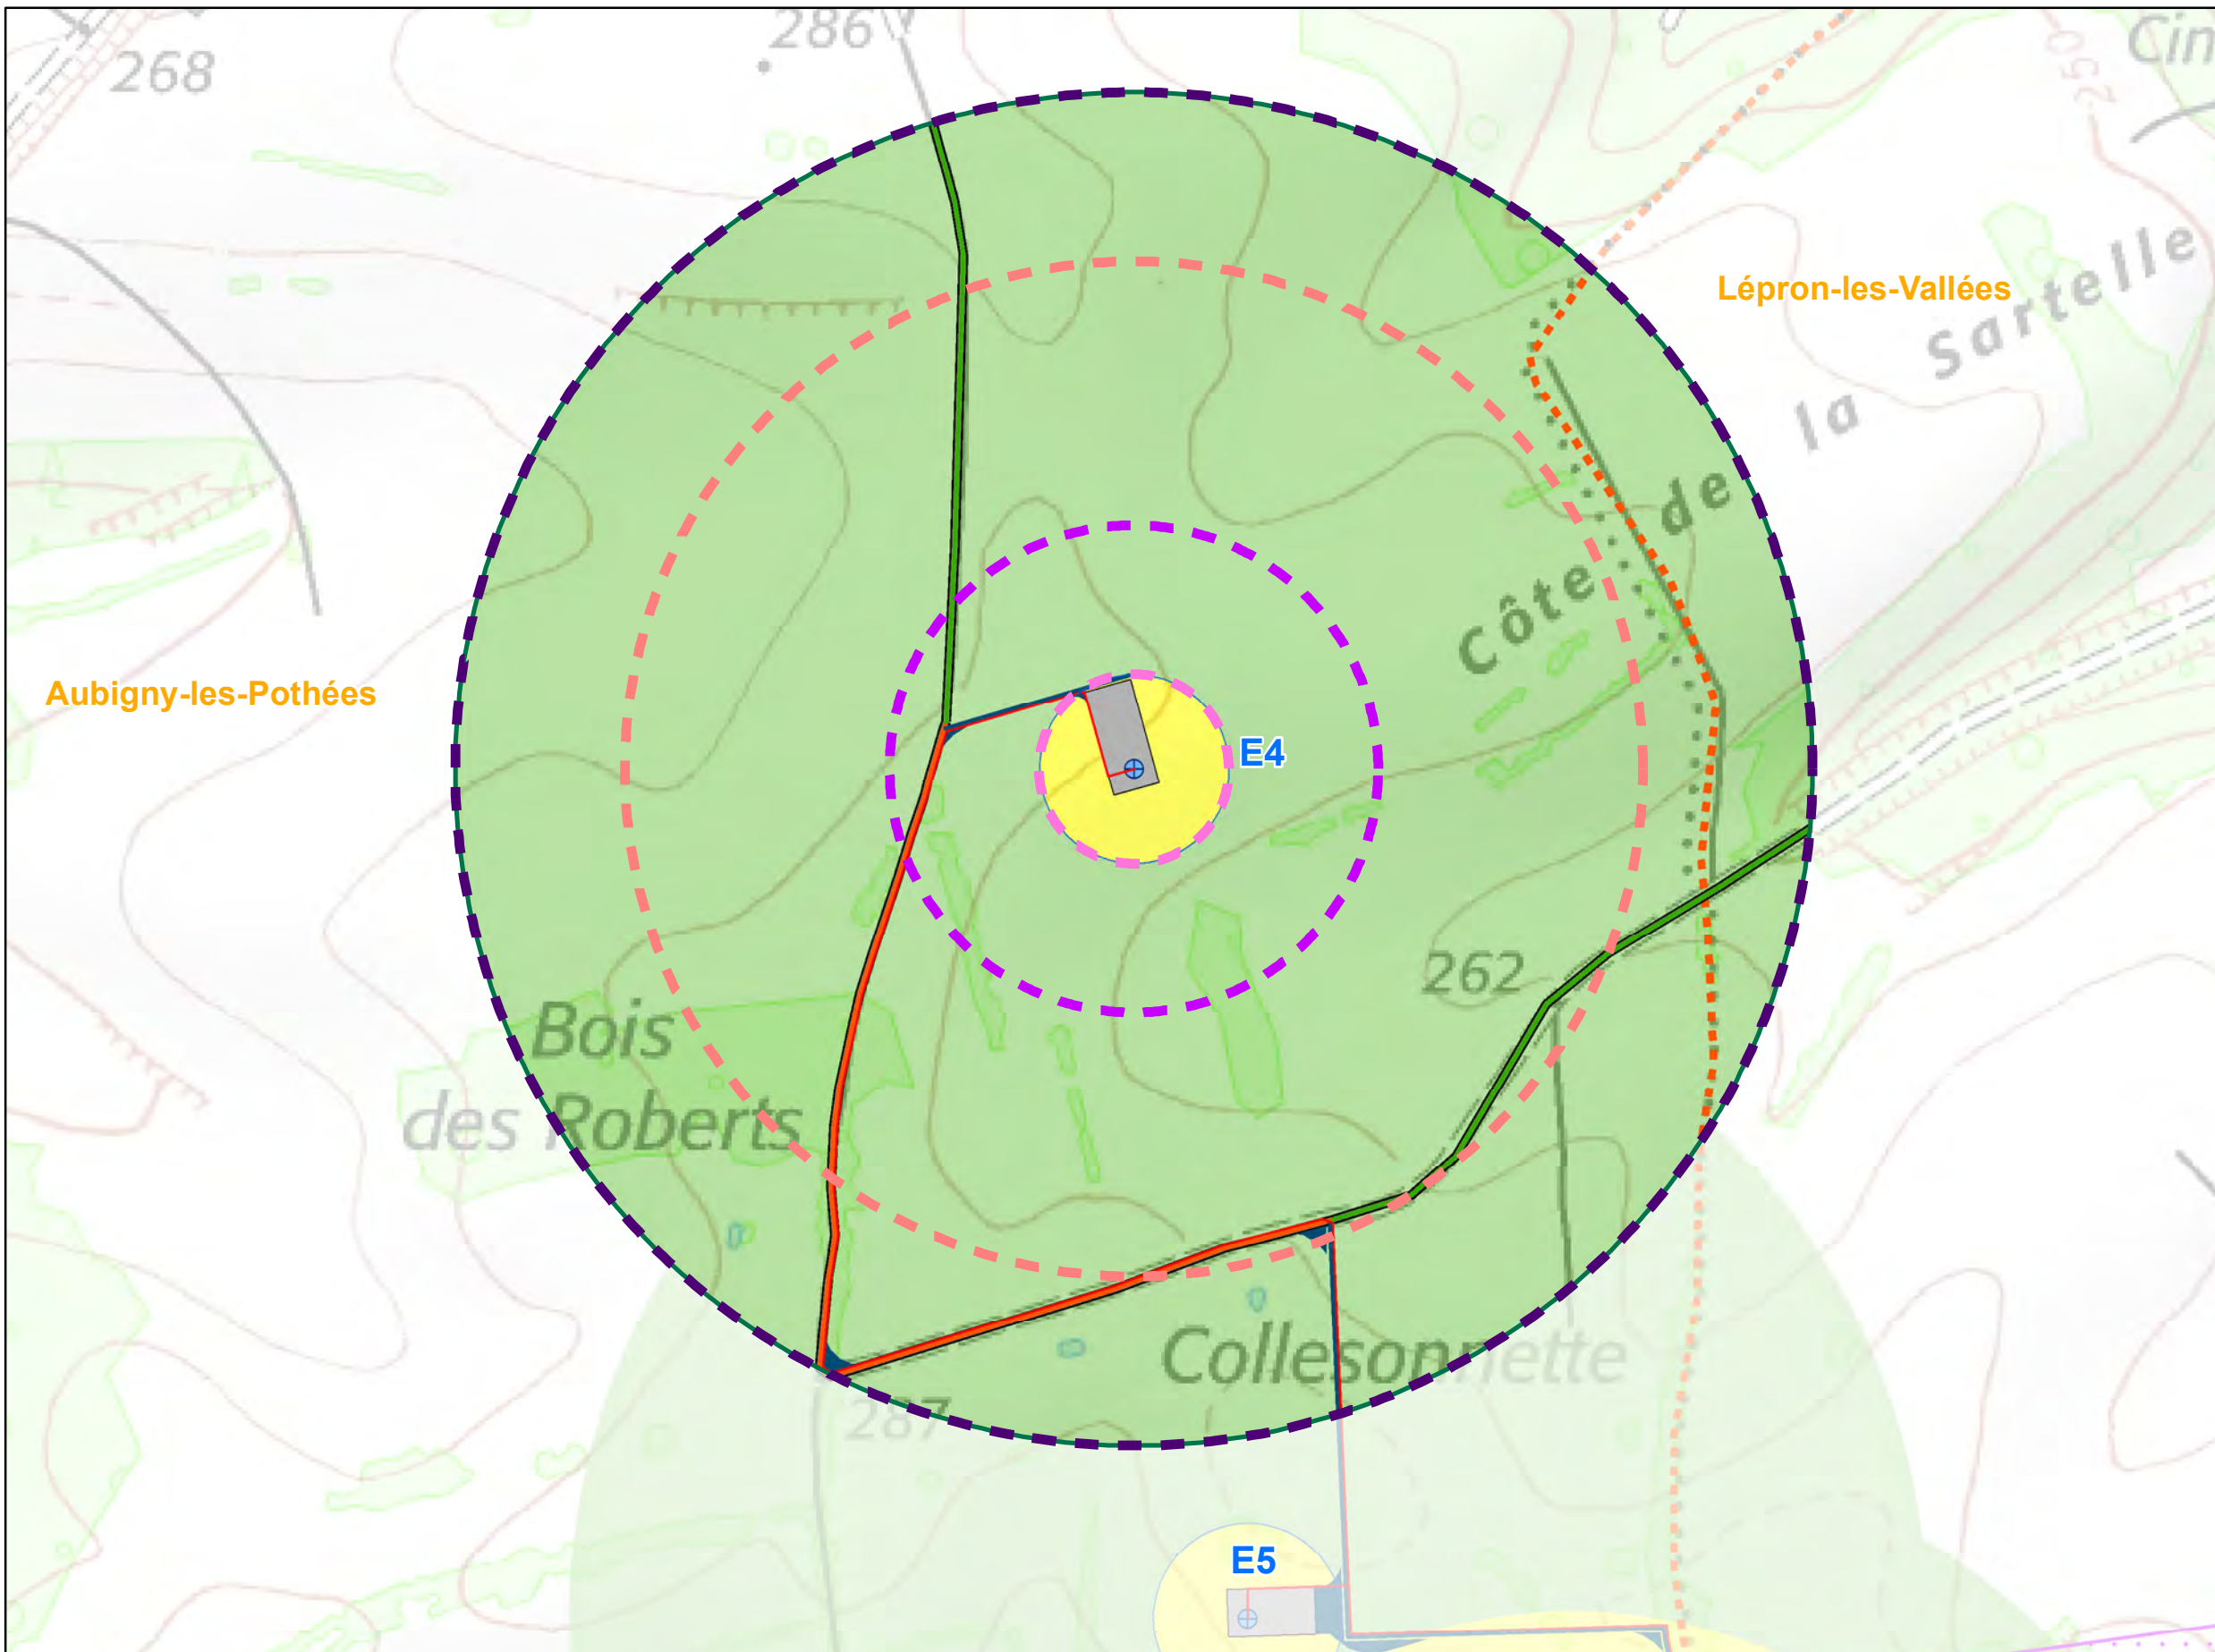 286
268
Cin
250
Lépron-les-Vallées
Côte de la Sartelle
Aubigny-les-Pothées
E4
262
Bois
des Roberts
Collesonnette
287
E5